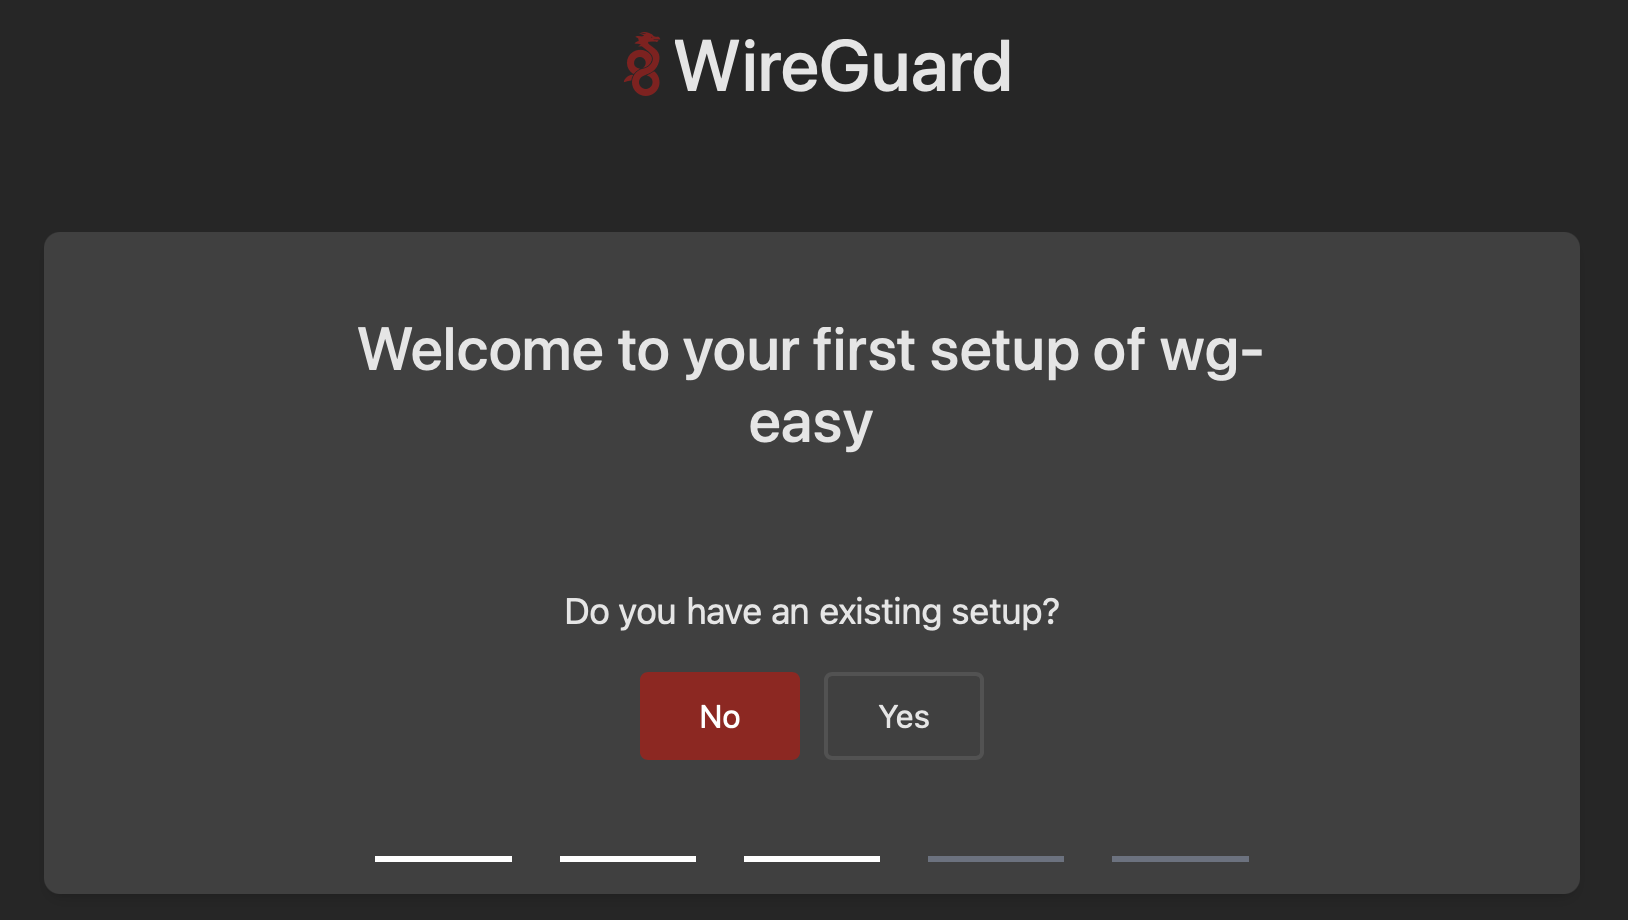 WireGuard
Welcome to your first setup of wg-
easy
Do you have an existing setup?
No
Yes